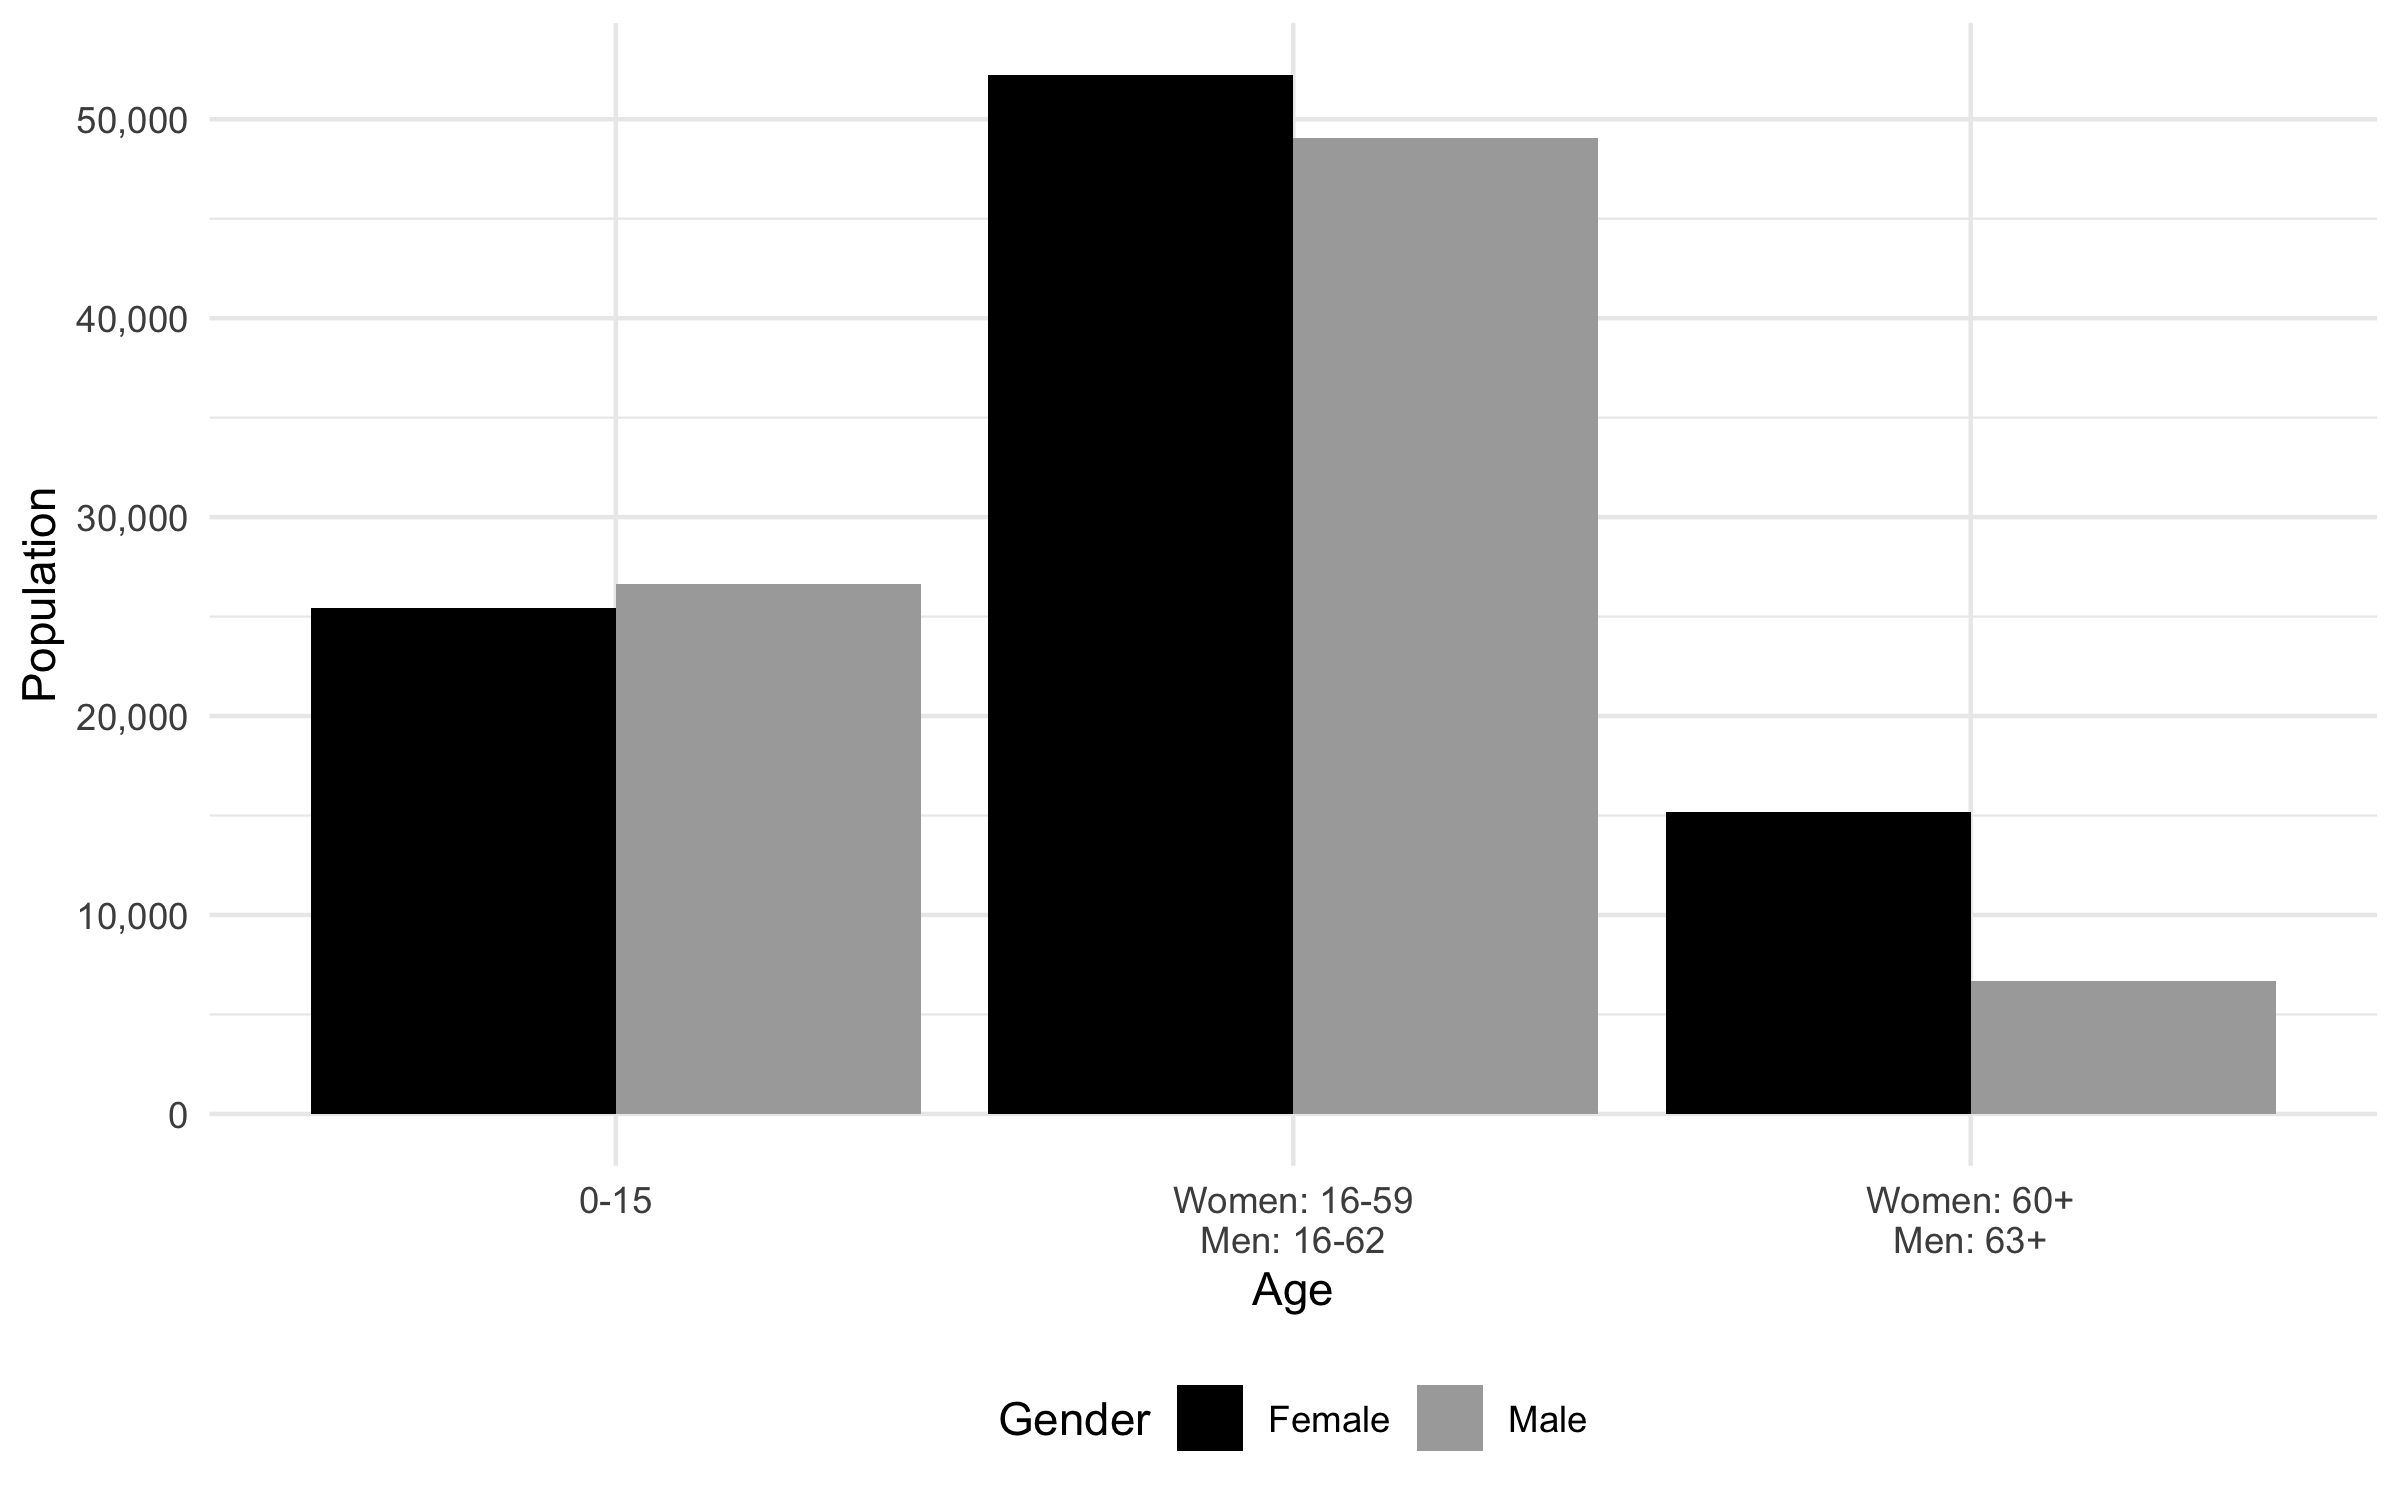 50,000
40,000
30,000
20,000
10,000
0
Population
0-15
Women: 16-59
Men: 16-62
Women: 60+
Men: 63+
Age
Gender
Female
Male